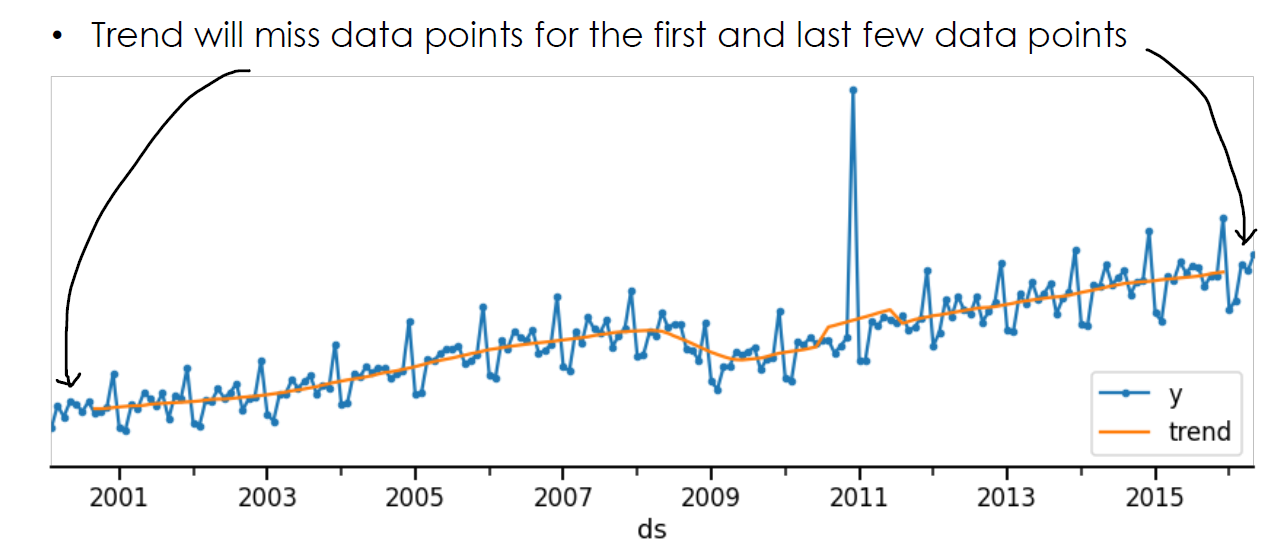 • Trend will miss data points for the first and last few data points
y
trend
2001 2003 2005 2007 2009 2011 2013 2015
ds